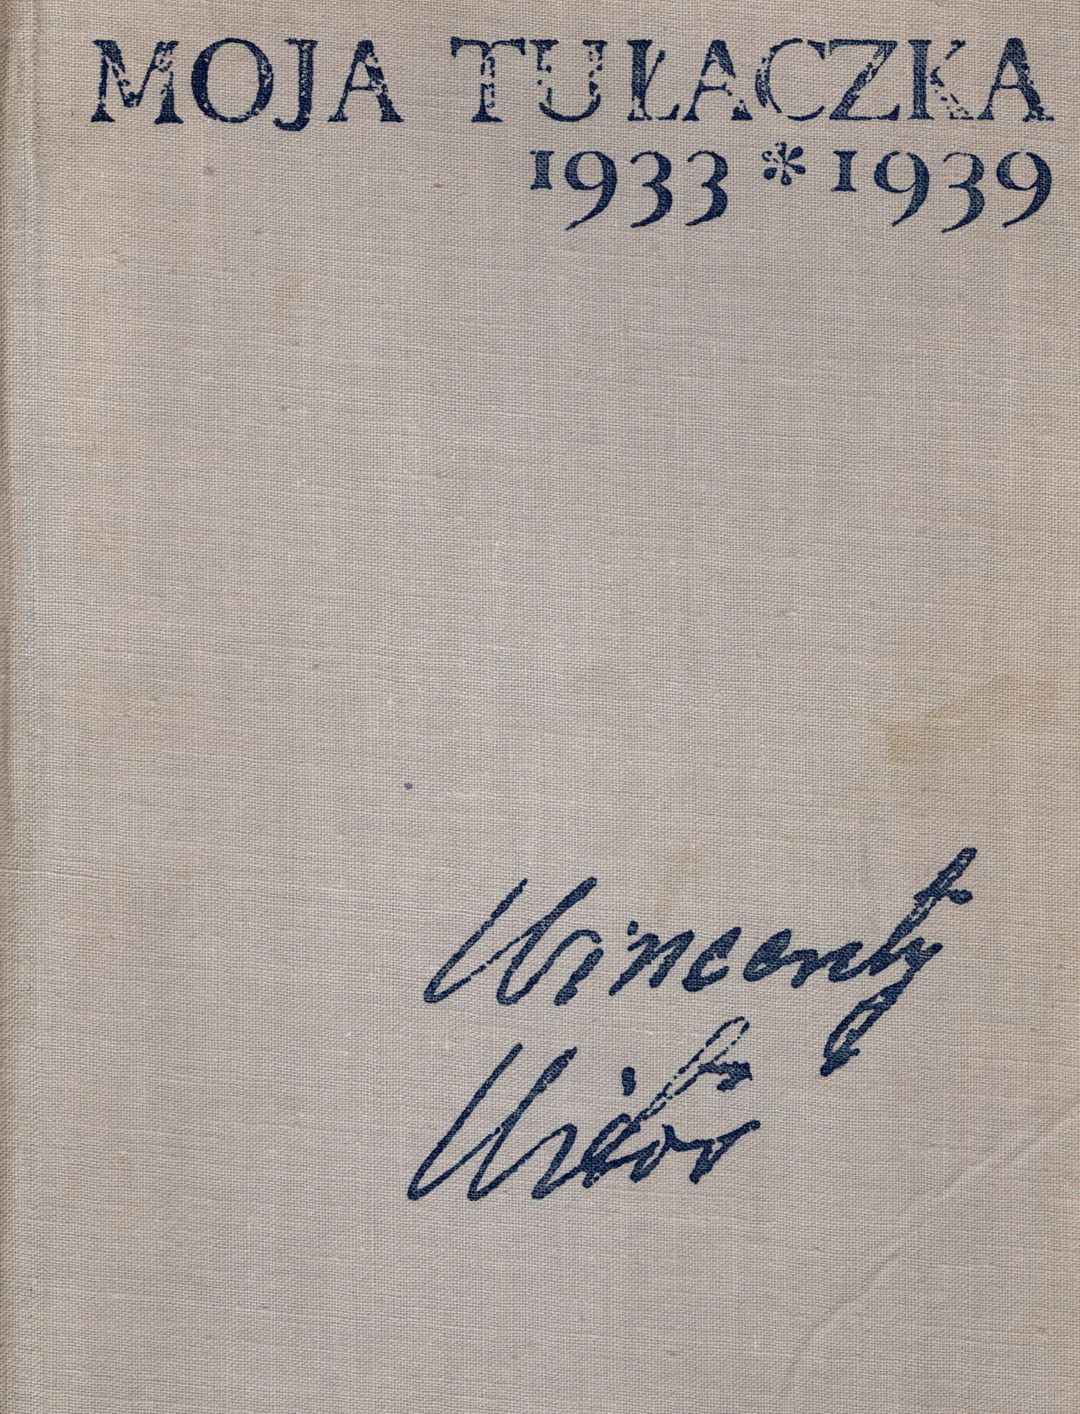 MOJA TUŁACZKA
1933 * 1939
Wincenty
Witos